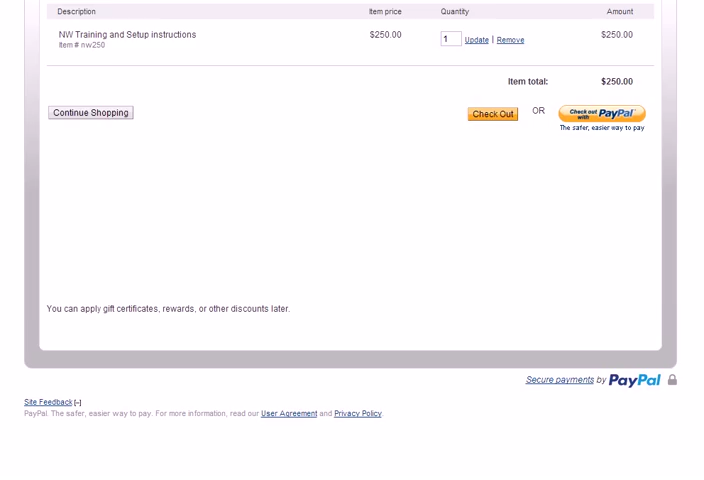 Description Item price Quantity Amount
NW Training and Setup instructions $250.00 1 Update | Remove $250.00
Item # nw250
Item total: $250.00
Continue Shopping Check Out OR Check out with PayPal
The safer, easier way to pay
You can apply gift certificates, rewards, or other discounts later.
Secure payments by PayPal
Site Feedback [-]
PayPal. The safer, easier way to pay. For more information, read our User Agreement and Privacy Policy.